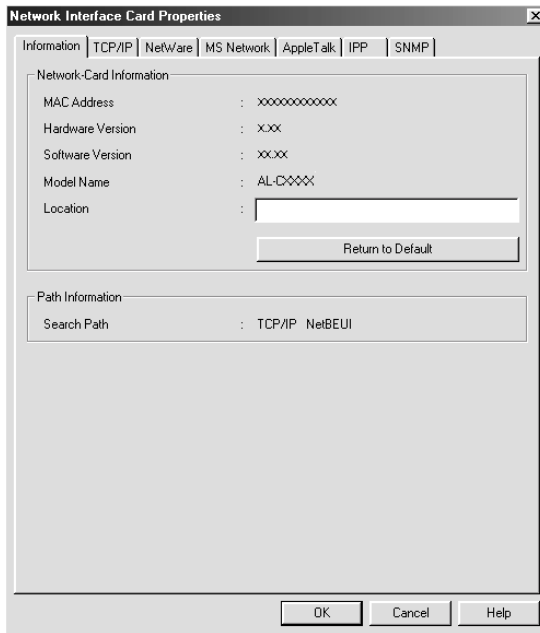 Network Interface Card Properties
Information TCP/IP NetWare MS Network AppleTalk IPP SNMP
Network-Card Information
MAC Address : XXXXXXXXXXXX
Hardware Version : X.XX
Software Version : XX.XX
Model Name : AL-CXXXX
Location :
Return to Default
Path Information
Search Path : TCP/IP NetBEUI
OK Cancel Help